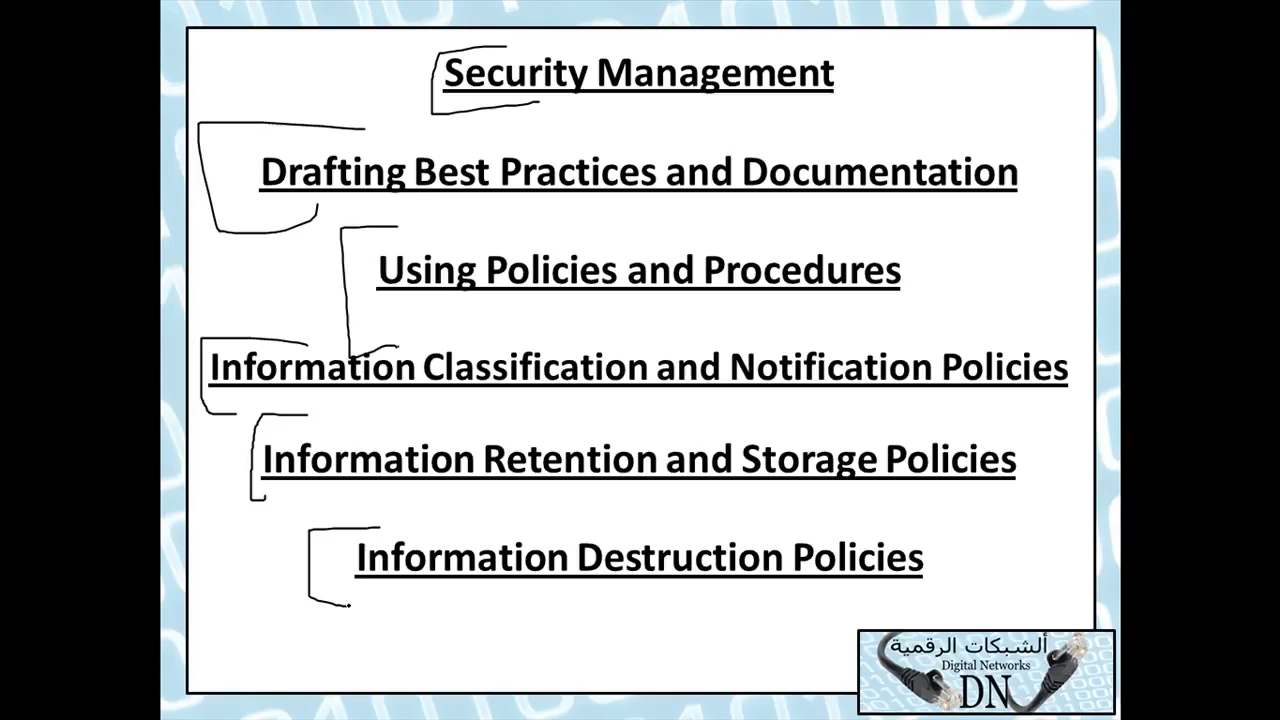 Security Management
Drafting Best Practices and Documentation
Using Policies and Procedures
Information Classification and Notification Policies
Information Retention and Storage Policies
Information Destruction Policies
ألشبكات الرقمية
Digital Networks
DN